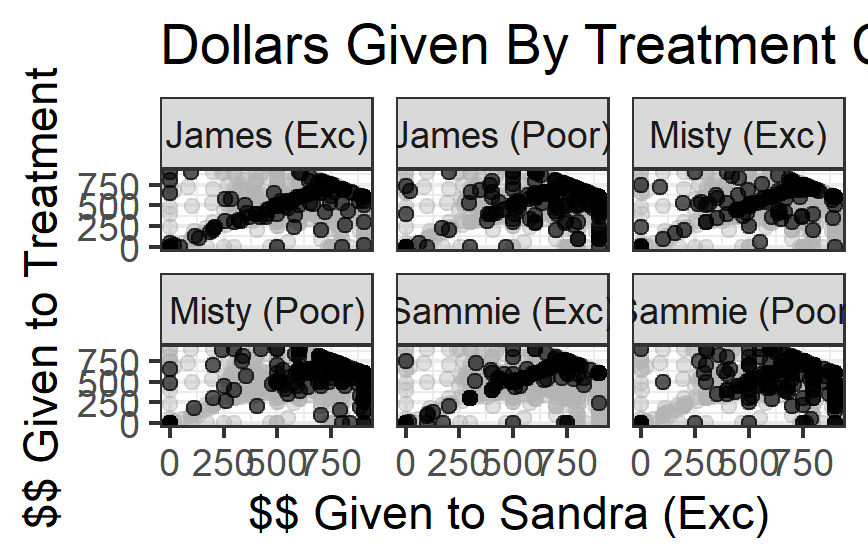 Dollars Given By Treatment C
James (Exc)
James (Poor)
Misty (Exc)
750
500
250
0
Misty (Poor)
Sammie (Exc)
Sammie (Poor
750
500
250
0
0 250 500 750
0 250 500 750
0 250 500 750
$$ Given to Sandra (Exc)
$$ Given to Treatment